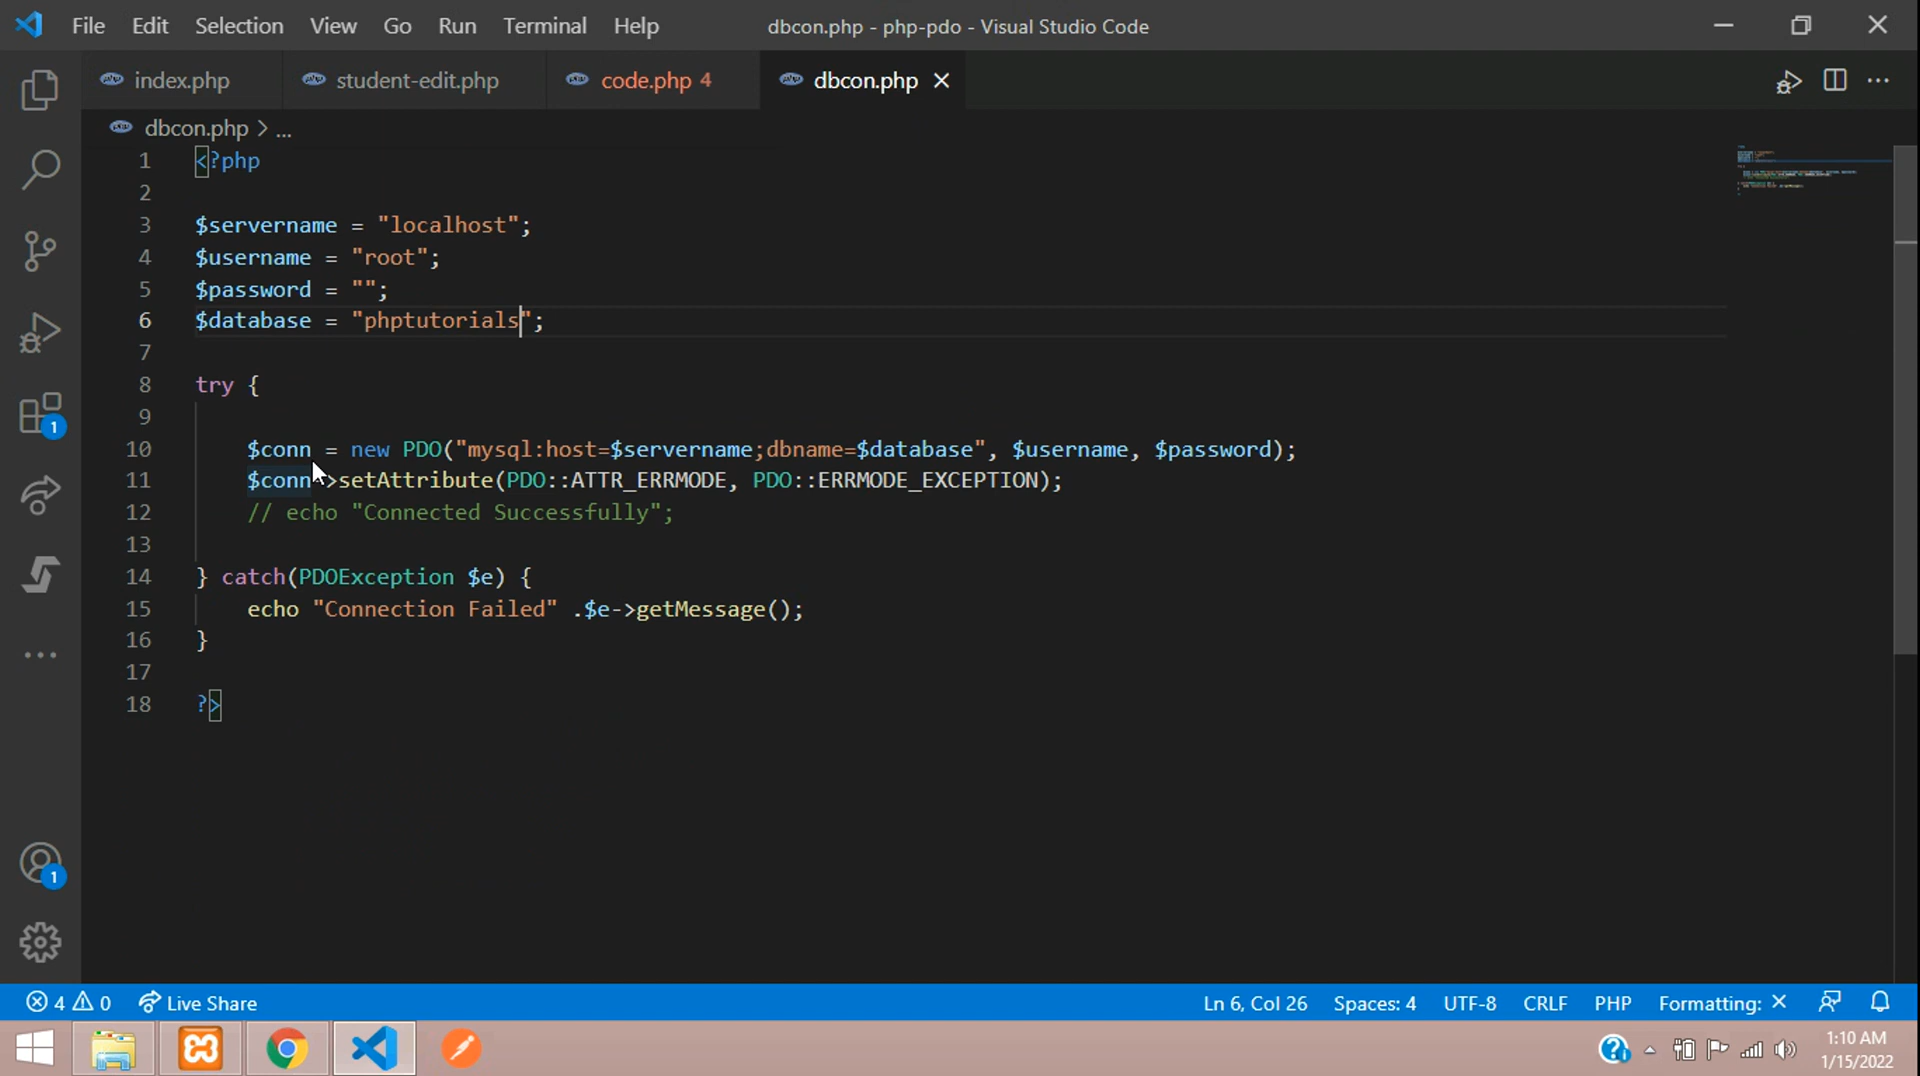 File Edit Selection View Go Run Terminal Help dbcon.php - php-pdo - Visual Studio Code
index.php student-edit.php code.php 4 dbcon.php
dbcon.php > ...
1 <?php
2
3 $servername = "localhost";
4 $username = "root";
5 $password = "";
6 $database = "phptutorials";
7
8 try {
9
10 $conn = new PDO("mysql:host=$servername;dbname=$database", $username, $password);
11 $conn->setAttribute(PDO::ATTR_ERRMODE, PDO::ERRMODE_EXCEPTION);
12 // echo "Connected Successfully";
13
14 } catch(PDOException $e) {
15 echo "Connection Failed" .$e->getMessage();
16 }
17
18 ?>
1
1
4 0 Live Share Ln 6, Col 26 Spaces: 4 UTF-8 CRLF PHP Formatting: ×
1:10 AM
1/15/2022